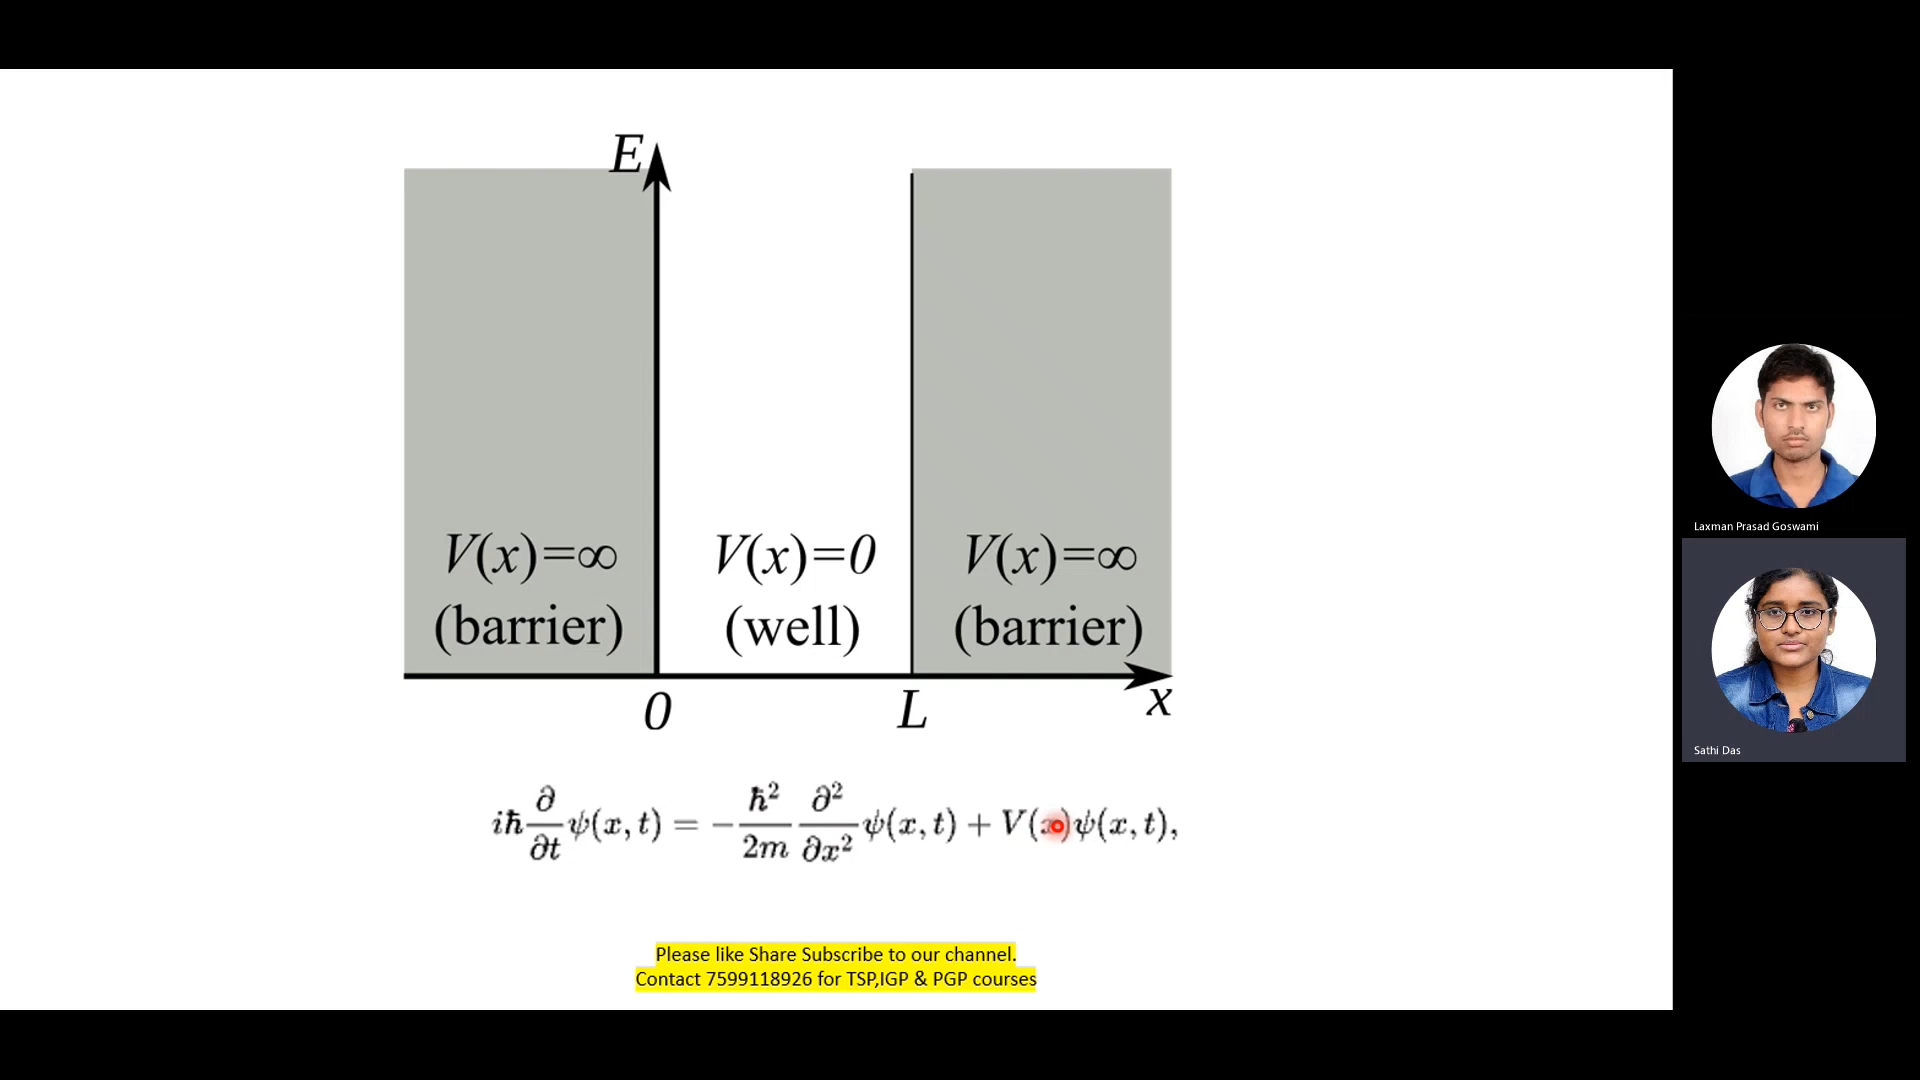 E
V(x)=∞
(barrier)
V(x)=0
(well)
V(x)=∞
(barrier)
0
L
x
iħ ∂/∂t ψ(x, t) = − ħ²/2m ∂²/∂x² ψ(x, t) + V(x)ψ(x, t),
Please like Share Subscribe to our channel.
Contact 7599118926 for TSP,IGP & PGP courses
Laxman Prasad Goswami
Sathi Das